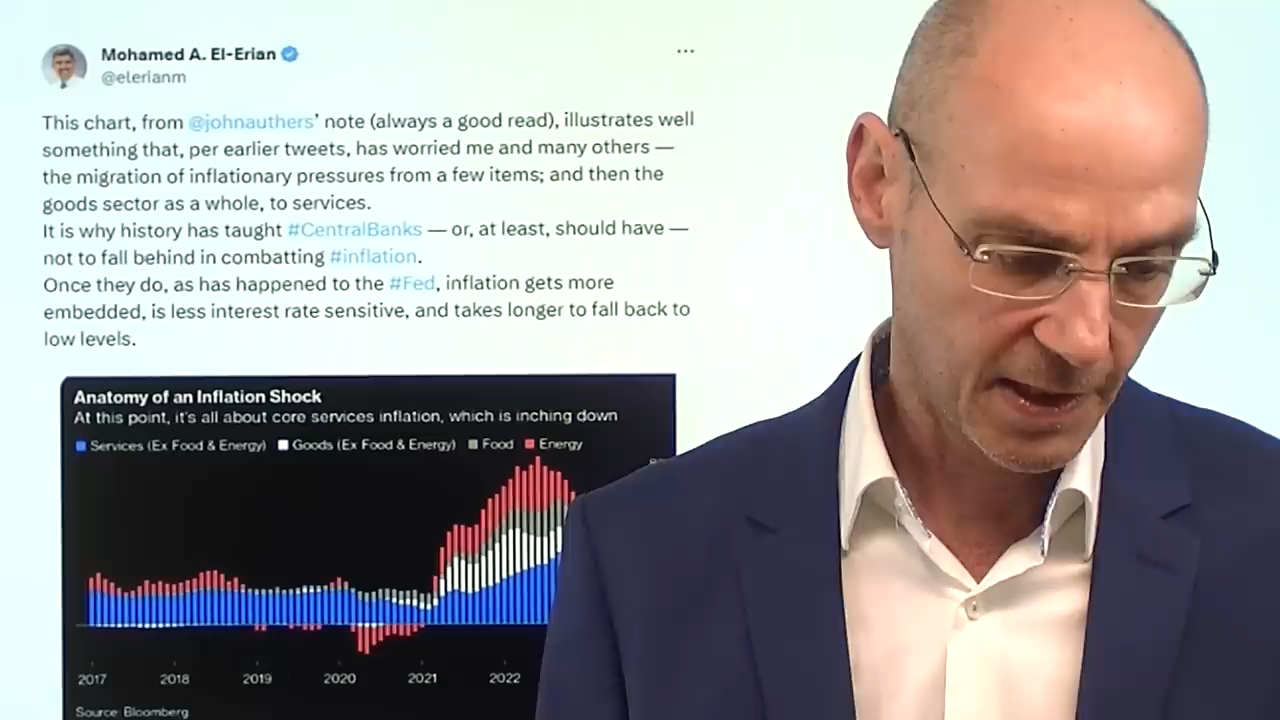 Mohamed A. El-Erian
@elerianm
This chart, from @johnauthers' note (always a good read), illustrates well
something that, per earlier tweets, has worried me and many others —
the migration of inflationary pressures from a few items; and then the
goods sector as a whole, to services.
It is why history has taught #CentralBanks — or, at least, should have —
not to fall behind in combatting #inflation.
Once they do, as has happened to the #Fed, inflation gets more
embedded, is less interest rate sensitive, and takes longer to fall back to
low levels.
Anatomy of an Inflation Shock
At this point, it's all about core services inflation, which is inching down
Services (Ex Food & Energy) Goods (Ex Food & Energy) Food Energy
2017 2018 2019 2020 2021 2022
Source: Bloomberg